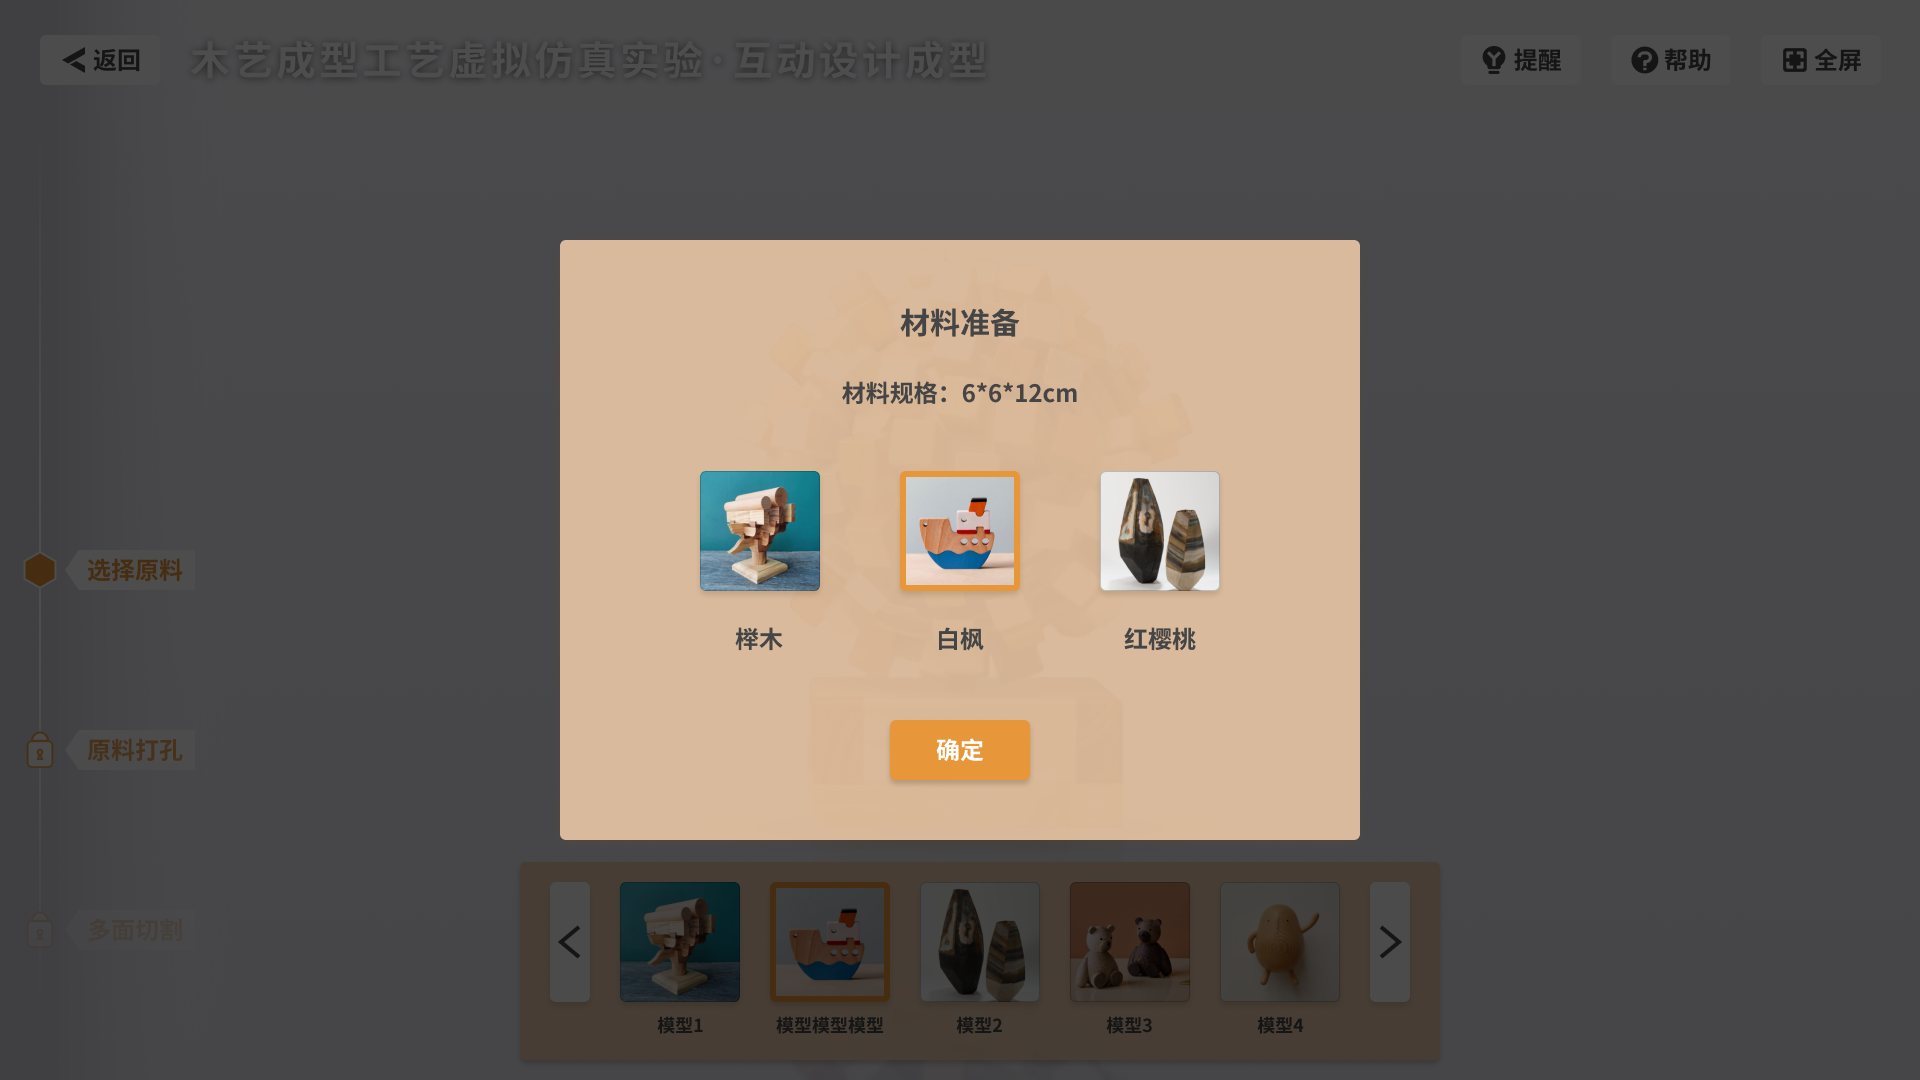 返回
木艺成型工艺虚拟仿真实验·互动设计成型
提醒
帮助
全屏
材料准备
材料规格：6*6*12cm
榉木
白枫
红樱桃
确定
选择原料
原料打孔
多面切割
模型1
模型模型模型
模型2
模型3
模型4